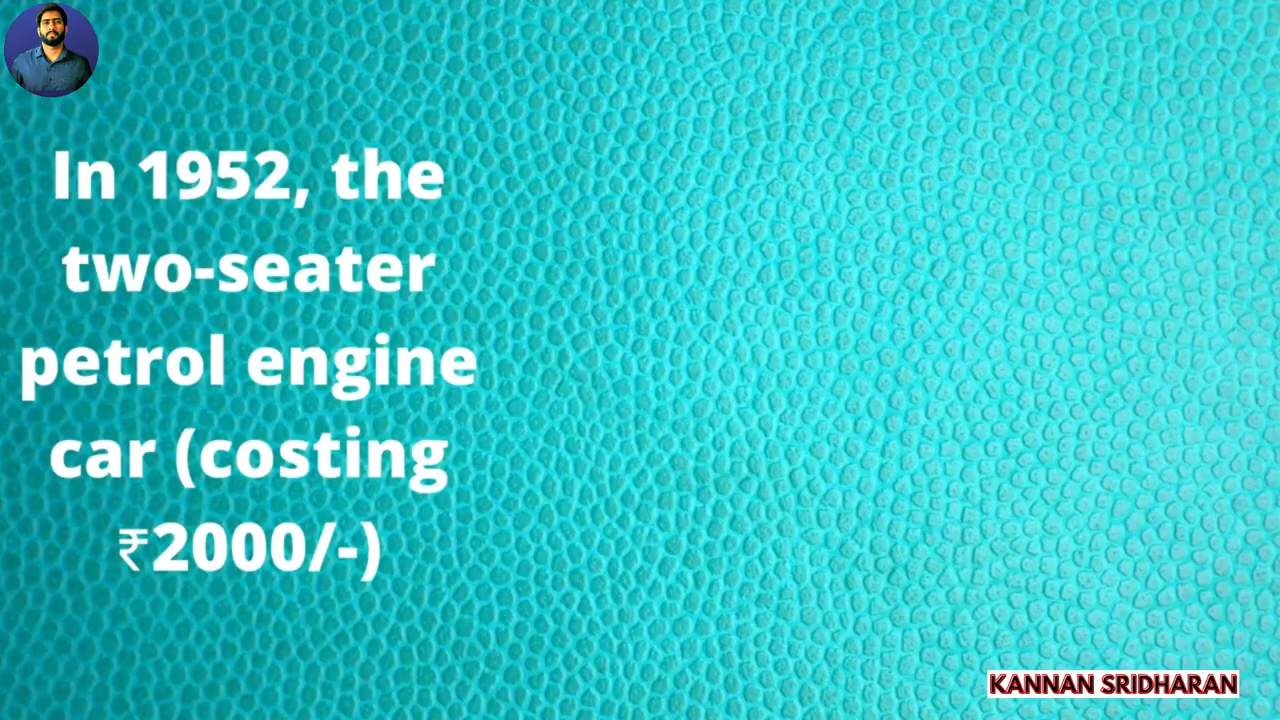 In 1952, the
two-seater
petrol engine
car (costing
₹2000/-)
KANNAN SRIDHARAN